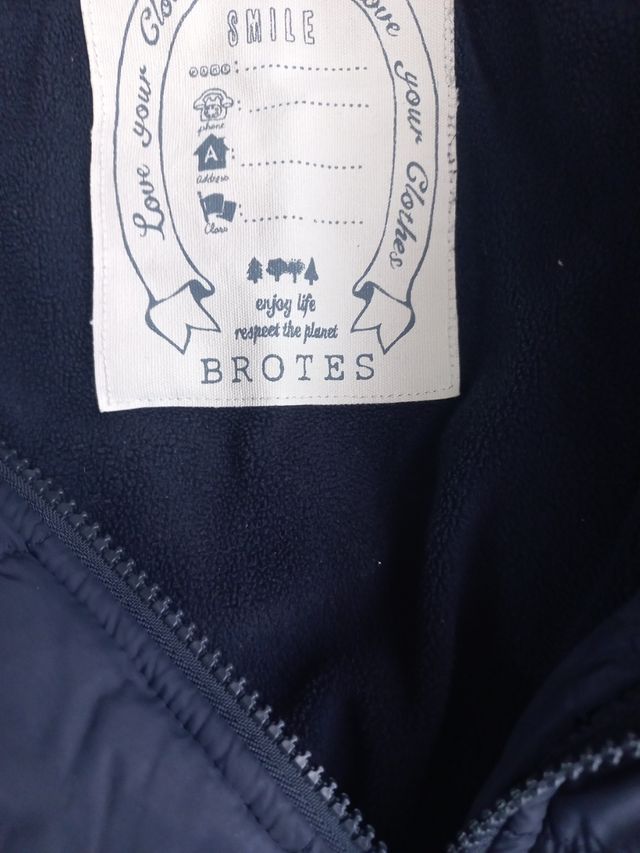 SMILE
Love your Clo
ove your Clothes
phone
A
Address
Class
enjoy life
respect the planet
BROTES